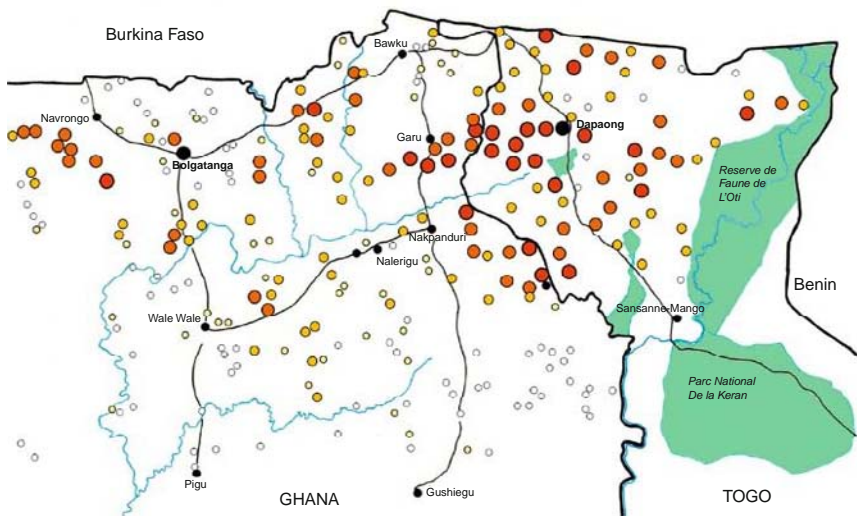 Burkina Faso
Bawku
Navrongo
Garu
Dapaong
Bolgatanga
Reserve de
Faune de
L'Oti
Nakpanduri
Nalerigu
Benin
Sansanne-Mango
Wale Wale
Parc National
De la Keran
Pigu
GHANA
Gushiegu
TOGO